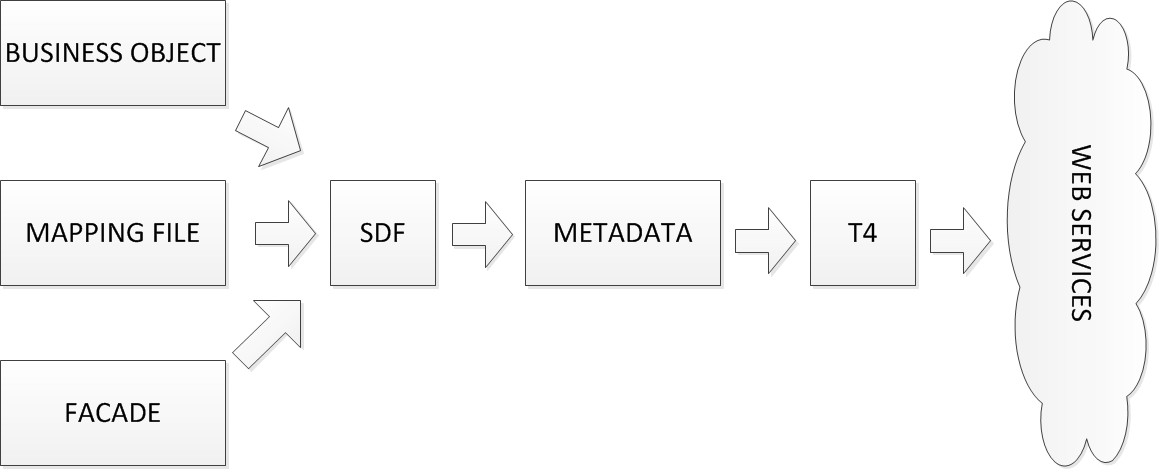 BUSINESS OBJECT
MAPPING FILE
SDF
METADATA
T4
WEB SERVICES
FACADE